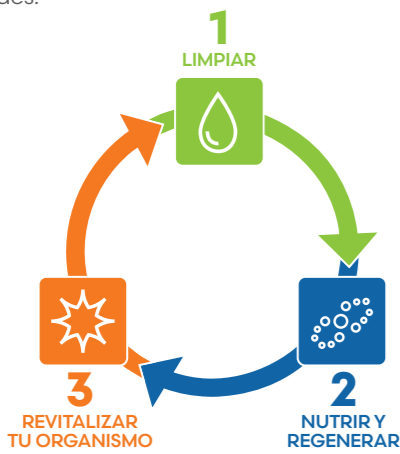 1
LIMPIAR
2
NUTRIR Y
REGENERAR
3
REVITALIZAR
TU ORGANISMO